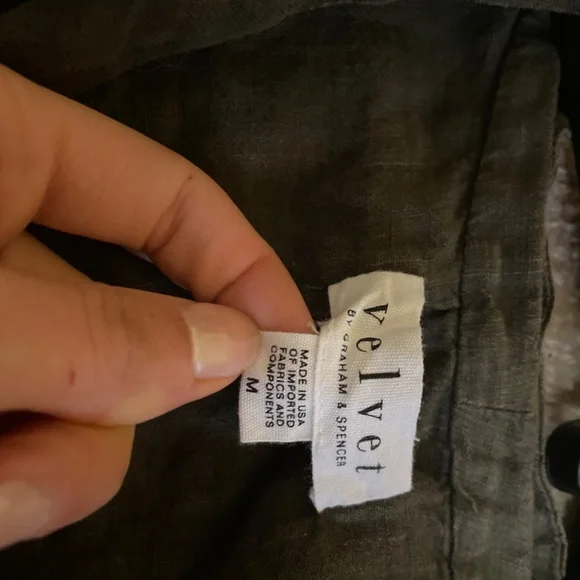 velvet
BY GRAHAM & SPENCER
MADE IN USA
OF IMPORTED
FABRICS AND
COMPONENTS
M